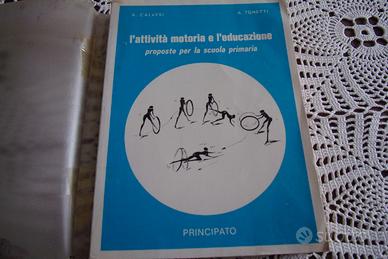 A. CALVESI A. TONETTI
l'attività motoria e l'educazione
proposte per la scuola primaria
PRINCIPATO